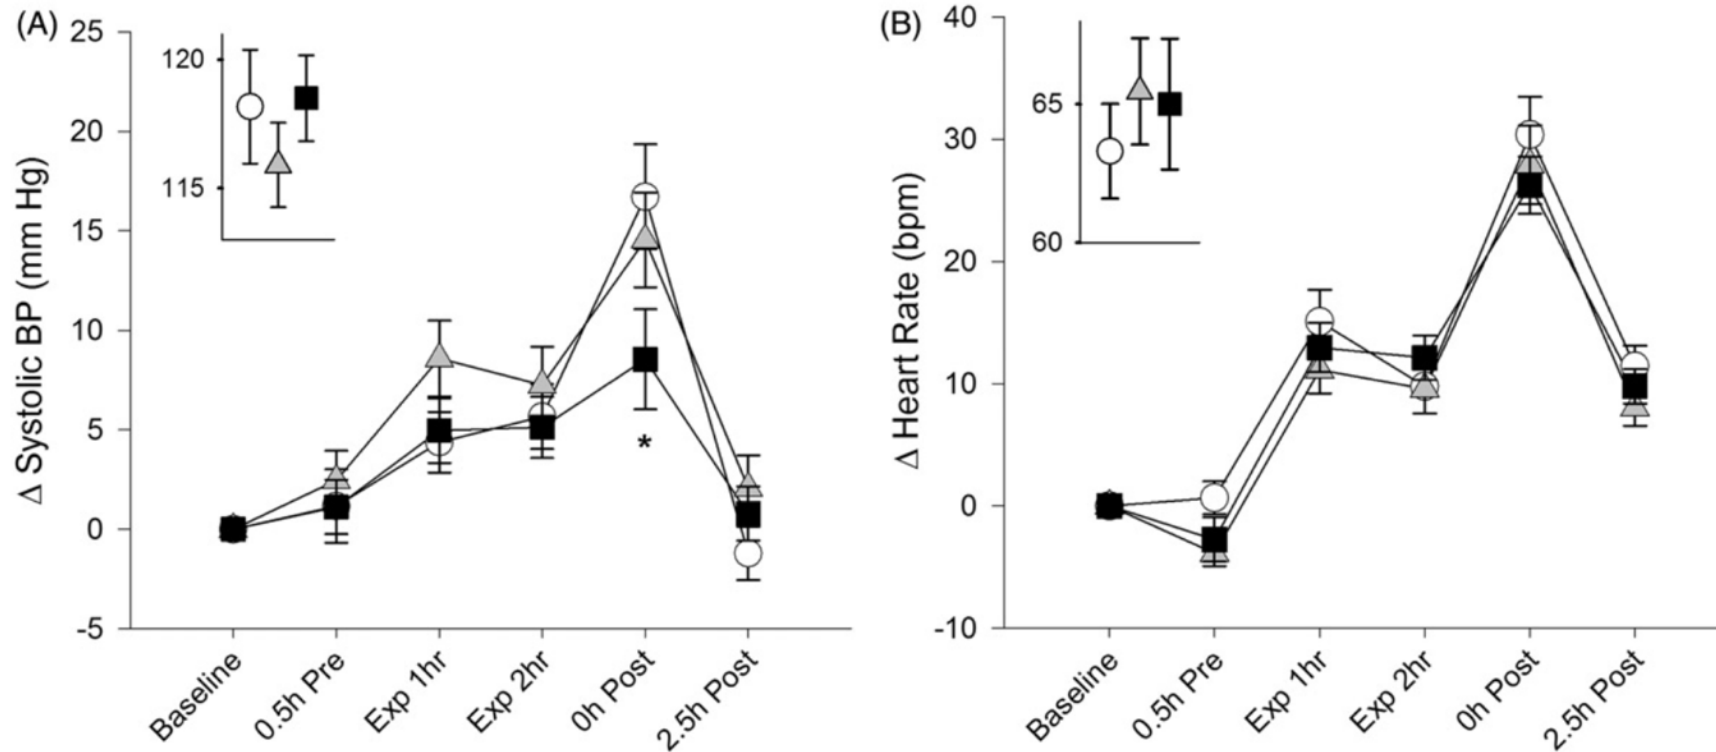 (A)
Δ Systolic BP (mm Hg)
25
20
15
10
5
0
-5
120
115
*
Baseline
0.5h Pre
Exp 1hr
Exp 2hr
0h Post
2.5h Post
(B)
Δ Heart Rate (bpm)
40
30
20
10
0
-10
65
60
Baseline
0.5h Pre
Exp 1hr
Exp 2hr
0h Post
2.5h Post